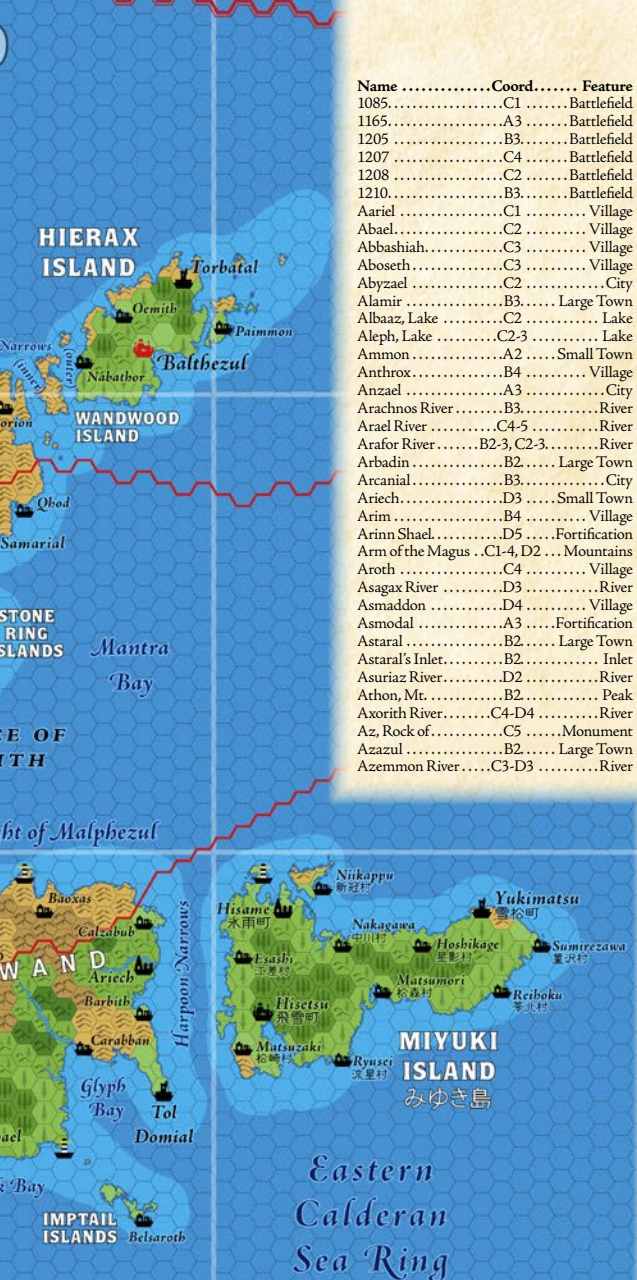 Name ..............Coord....... Feature
1085..................C1 .......Battlefield
1165..................A3 .......Battlefield
1205 .................B3........Battlefield
1207 .................C4 .......Battlefield
1208 .................C2 .......Battlefield
1210..................B3........Battlefield
Aariel ................C1 .......... Village
Abael.................C2 .......... Village
Abbashiah............C3 .......... Village
Aboseth ..............C3 .......... Village
Abyzael ..............C2 .............City
Alamir ...............B3...... Large Town
Albaaz, Lake .........C2 ............ Lake
Aleph, Lake .........C2-3 ........... Lake
Ammon .............A2 ..... Small Town
Anthrox ..............B4 .......... Village
Anzael ...............A3 .............City
Arachnos River .......B3............River
Arael River ..........C4-5 ..........River
Arafor River......B2-3, C2-3.........River
Arbadin ..............B2...... Large Town
Arcanial ..............B3.............City
Ariech................D3 ..... Small Town
Arim .................B4 .......... Village
Arinn Shael...........D5 .....Fortification
Arm of the Magus ..C1-4, D2 ... Mountains
Aroth ................C4 .......... Village
Asagax River .........D3 ............River
Asmaddon ...........D4 .......... Village
Asmodal .............A3 .....Fortification
Astaral ...............B2...... Large Town
Astaral's Inlet.........B2............ Inlet
Asuriaz River.........D2 ............River
Athon, Mt. ...........B2............. Peak
Axorith River........C4-D4 ..........River
Az, Rock of...........C5 ......Monument
Azazul ...............B2...... Large Town
Azemmon River.....C3-D3 ..........River
HIERAX
ISLAND
Torbatal
Oemith
Paimmon
Narrows
(inner)
(outer)
Balthezul
Nabathor
orion
WANDWOOD
ISLAND
Qhod
Samarial
STONE
RING
SLANDS
Mantra
Bay
E OF
ITH
ht of Malphezul
Baoxas
Calzabub
WAND
Ariech
Barbith
Carabban
Harpoon Narrows
Glyph
Bay
Tol
Domial
ael
k Bay
IMPTAIL
ISLANDS
Belsaroth
Niikappu
新冠村
Hisame
氷雨町
Yukimatsu
雪松町
Nakagawa
中川村
Hoshikage
星影村
Sumirezawa
菫沢村
Esashi
江差村
Matsumori
松森村
Reihoku
苓北村
Hisetsu
飛雪町
Matsuzaki
松崎村
Ryusei
流星村
MIYUKI
ISLAND
みゆき島
Eastern
Calderan
Sea Ring